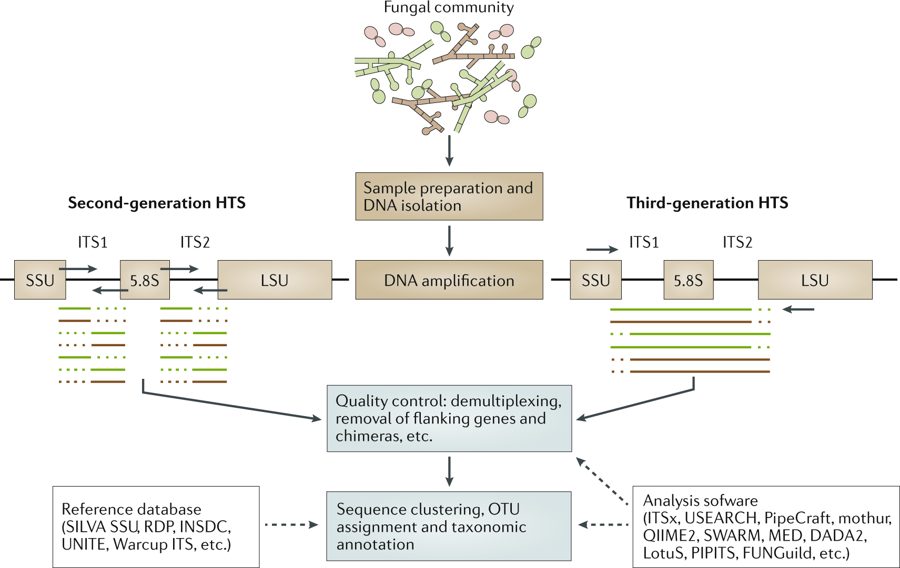 Fungal community
Sample preparation and
DNA isolation
Second-generation HTS
Third-generation HTS
ITS1
ITS2
ITS1
ITS2
SSU
5.8S
LSU
DNA amplification
SSU
5.8S
LSU
Quality control: demultiplexing,
removal of flanking genes and
chimeras, etc.
Reference database
(SILVA SSU, RDP, INSDC,
UNITE, Warcup ITS, etc.)
Sequence clustering, OTU
assignment and taxonomic
annotation
Analysis sofware
(ITSx, USEARCH, PipeCraft, mothur,
QIIME2, SWARM, MED, DADA2,
LotuS, PIPITS, FUNGuild, etc.)